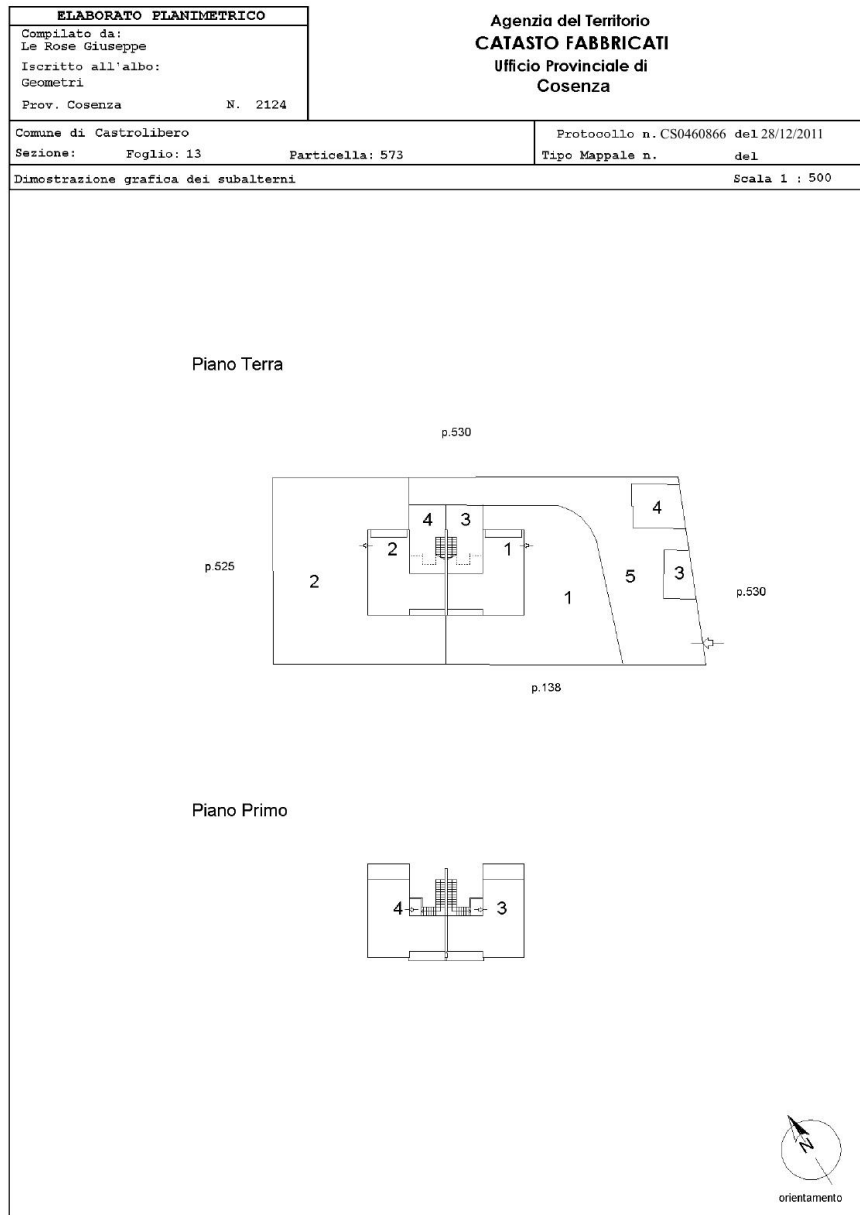 ELABORATO PLANIMETRICO
Compilato da:
Le Rose Giuseppe
Iscritto all'albo:
Geometri
Prov. Cosenza N. 2124
Agenzia del Territorio
CATASTO FABBRICATI
Ufficio Provinciale di
Cosenza
Comune di Castrolibero
Protocollo n. CS0460866 del 28/12/2011
Sezione: Foglio: 13 Particella: 573
Tipo Mappale n. del
Dimostrazione grafica dei subalterni
Scala 1 : 500
Piano Terra
p.530
4
4 3
2 1
p.525
2
1
5
3
p.530
p.138
Piano Primo
4 3
N
orientamento